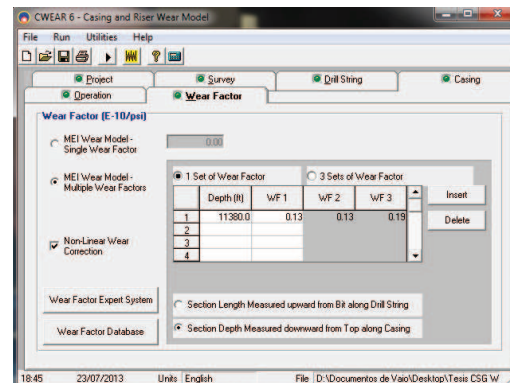 CWEAR 6 - Casing and Riser Wear Model
File Run Utilities Help
Project Survey Drill String Casing
Operation Wear Factor
Wear Factor (E-10/psi)
MEI Wear Model - Single Wear Factor 0.00
MEI Wear Model - Multiple Wear Factors
1 Set of Wear Factor 3 Sets of Wear Factor
Depth (ft) WF 1 WF 2 WF 3 Insert
1 11380.0 0.13 0.13 0.19 Delete
2
3
4
Non-Linear Wear Correction
Wear Factor Expert System
Section Length Measured upward from Bit along Drill String
Wear Factor Database
Section Depth Measured downward from Top along Casing
18:45 23/07/2013 Units English File D:\Documentos de Vaio\Desktop\Tesis CSG W